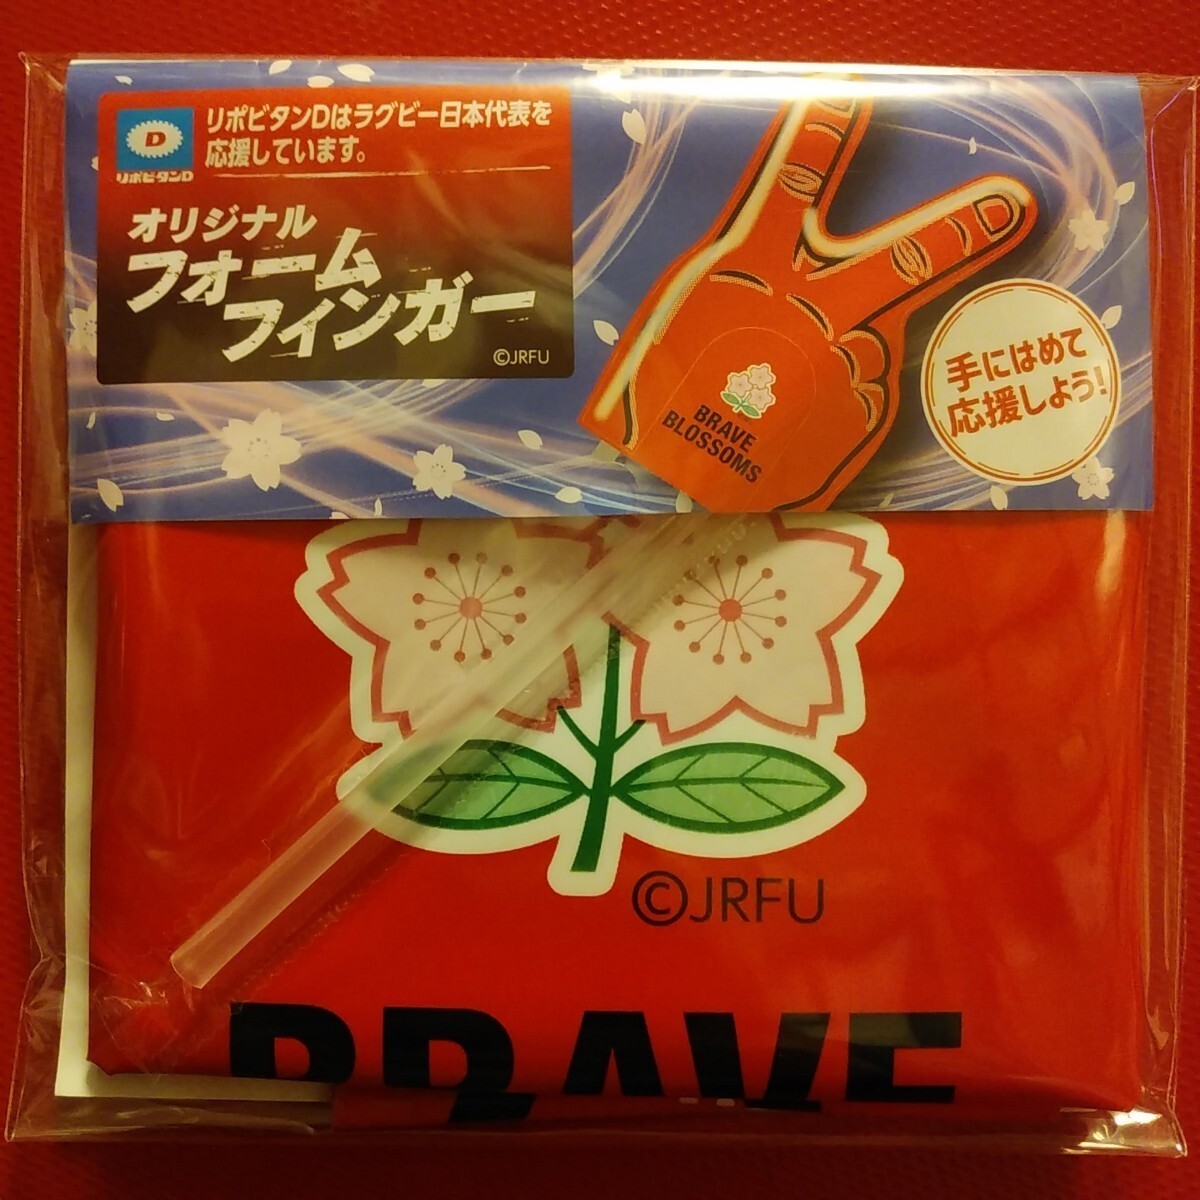 D
リポビタンD
リポビタンDはラグビー日本代表を
応援しています。
オリジナル
フォーム
フィンガー
©JRFU
D
BRAVE
BLOSSOMS
手にはめて
応援しよう!
©JRFU
BRAVE